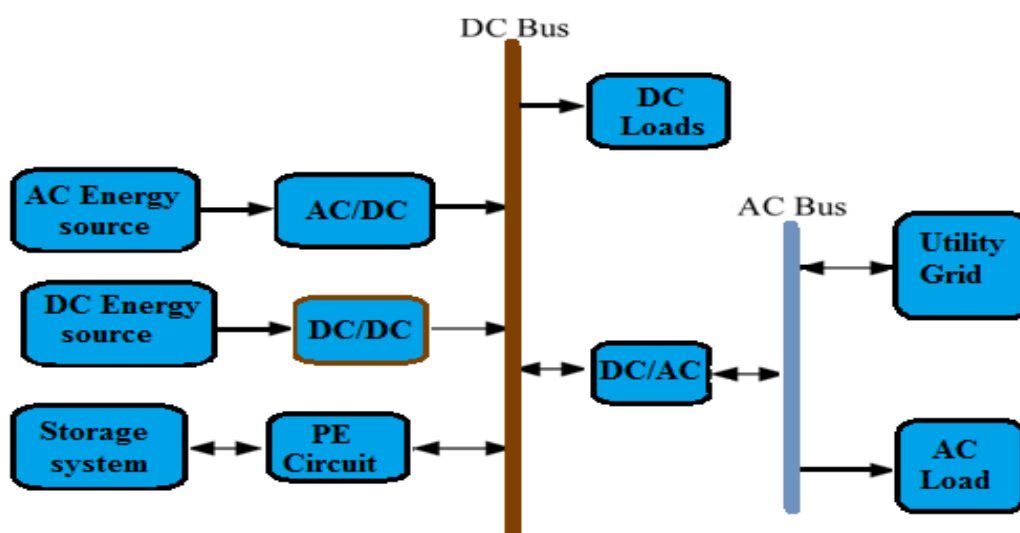 DC Bus
DC
Loads
AC Energy
source
AC/DC
AC Bus
Utility
Grid
DC Energy
source
DC/DC
DC/AC
Storage
system
PE
Circuit
AC
Load